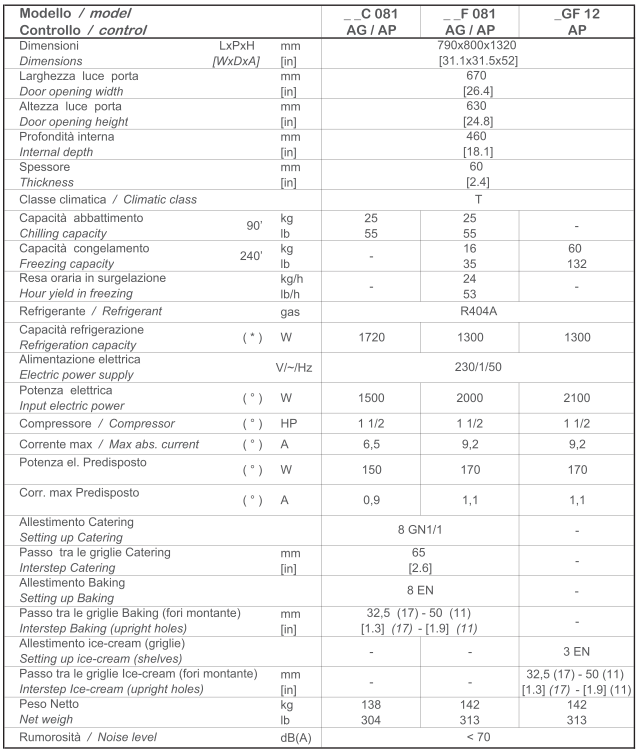 Modello / model _ _C 081 _ _F 081 _GF 12
Controllo / control AG / AP AG / AP AP
Dimensioni LxPxH mm 790x800x1320
Dimensions [WxDxA] [in] [31.1x31.5x52]
Larghezza luce porta mm 670
Door opening width [in] [26.4]
Altezza luce porta mm 630
Door opening height [in] [24.8]
Profondità interna mm 460
Internal depth [in] [18.1]
Spessore mm 60
Thickness [in] [2.4]
Classe climatica / Climatic class T
Capacità abbattimento 90' kg 25 25 -
Chilling capacity lb 55 55
Capacità congelamento 240' kg - 16 60
Freezing capacity lb 35 132
Resa oraria in surgelazione kg/h - 24 -
Hour yield in freezing lb/h 53
Refrigerante / Refrigerant gas R404A
Capacità refrigerazione ( * ) W 1720 1300 1300
Refrigeration capacity
Alimentazione elettrica V/~/Hz 230/1/50
Electric power supply
Potenza elettrica ( ° ) W 1500 2000 2100
Input electric power
Compressore / Compressor ( ° ) HP 1 1/2 1 1/2 1 1/2
Corrente max / Max abs. current ( ° ) A 6,5 9,2 9,2
Potenza el. Predisposto ( ° ) W 150 170 170
Corr. max Predisposto ( ° ) A 0,9 1,1 1,1
Allestimento Catering 8 GN1/1 -
Setting up Catering
Passo tra le griglie Catering mm 65 -
Interstep Catering [in] [2.6]
Allestimento Baking 8 EN -
Setting up Baking
Passo tra le griglie Baking (fori montante) mm 32,5 (17) - 50 (11) -
Interstep Baking (upright holes) [in] [1.3] (17) - [1.9] (11)
Allestimento ice-cream (griglie) - - 3 EN
Setting up ice-cream (shelves)
Passo tra le griglie Ice-cream (fori montante) mm - - 32,5 (17) - 50 (11)
Interstep Ice-cream (upright holes) [in] [1.3] (17) - [1.9] (11)
Peso Netto kg 138 142 142
Net weigh lb 304 313 313
Rumorosità / Noise level dB(A) < 70